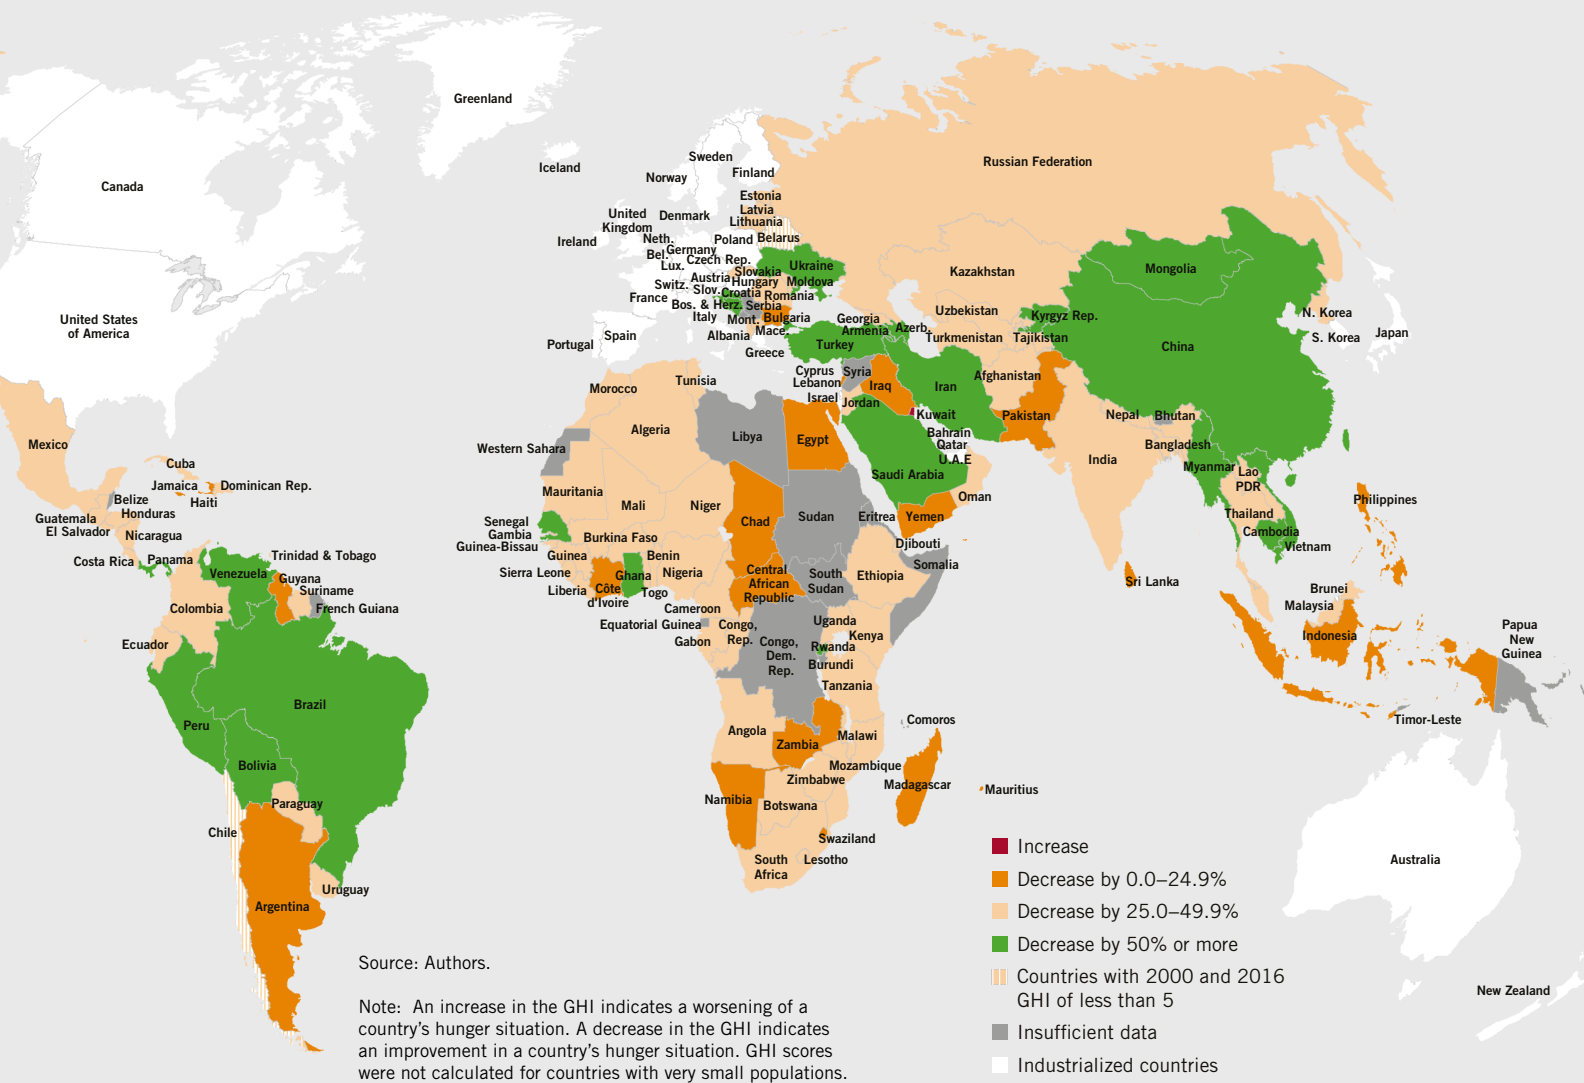 Greenland
Canada
United States
of America
Iceland
Sweden
Norway
Finland
Estonia
Latvia
Lithuania
United
Kingdom
Denmark
Ireland
Neth.
Bel.
Germany
Lux.
Poland
Belarus
Czech Rep.
Slovakia
Ukraine
Austria
Hungary
Moldova
Switz.
Slov.
Croatia
Romania
France
Bos. & Herz.
Serbia
Italy
Mont.
Bulgaria
Mace.
Albania
Greece
Portugal
Spain
Russian Federation
Kazakhstan
Mongolia
Uzbekistan
Kyrgyz Rep.
Georgia
Armenia
Azerb.
Turkmenistan
Tajikistan
Turkey
China
N. Korea
S. Korea
Japan
Cyprus
Lebanon
Israel
Syria
Iraq
Iran
Afghanistan
Jordan
Kuwait
Pakistan
Nepal
Bhutan
Bahrain
Qatar
U.A.E
Saudi Arabia
Oman
Yemen
India
Bangladesh
Myanmar
Lao
PDR
Thailand
Cambodia
Vietnam
Philippines
Sri Lanka
Brunei
Malaysia
Indonesia
Papua
New
Guinea
Timor-Leste
Morocco
Tunisia
Algeria
Libya
Egypt
Western Sahara
Mauritania
Mali
Niger
Chad
Sudan
Eritrea
Djibouti
Somalia
Senegal
Gambia
Guinea-Bissau
Guinea
Burkina Faso
Benin
Sierra Leone
Liberia
Côte
d'Ivoire
Ghana
Togo
Nigeria
Central
African
Republic
South
Sudan
Ethiopia
Cameroon
Equatorial Guinea
Gabon
Congo,
Rep.
Congo,
Dem.
Rep.
Uganda
Kenya
Rwanda
Burundi
Tanzania
Comoros
Angola
Zambia
Malawi
Mozambique
Zimbabwe
Madagascar
Mauritius
Namibia
Botswana
Swaziland
South
Africa
Lesotho
Mexico
Cuba
Jamaica
Dominican Rep.
Haiti
Belize
Honduras
Guatemala
El Salvador
Nicaragua
Costa Rica
Panama
Trinidad & Tobago
Venezuela
Guyana
Suriname
French Guiana
Colombia
Ecuador
Peru
Brazil
Bolivia
Paraguay
Chile
Uruguay
Argentina
Australia
New Zealand
Increase
Decrease by 0.0–24.9%
Decrease by 25.0–49.9%
Decrease by 50% or more
Countries with 2000 and 2016
GHI of less than 5
Insufficient data
Industrialized countries
Source: Authors.
Note: An increase in the GHI indicates a worsening of a
country's hunger situation. A decrease in the GHI indicates
an improvement in a country's hunger situation. GHI scores
were not calculated for countries with very small populations.